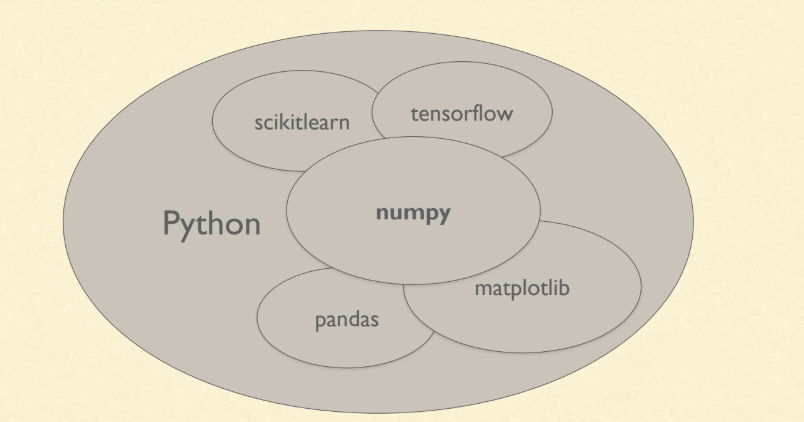 scikitlearn
tensorflow
numpy
Python
matplotlib
pandas